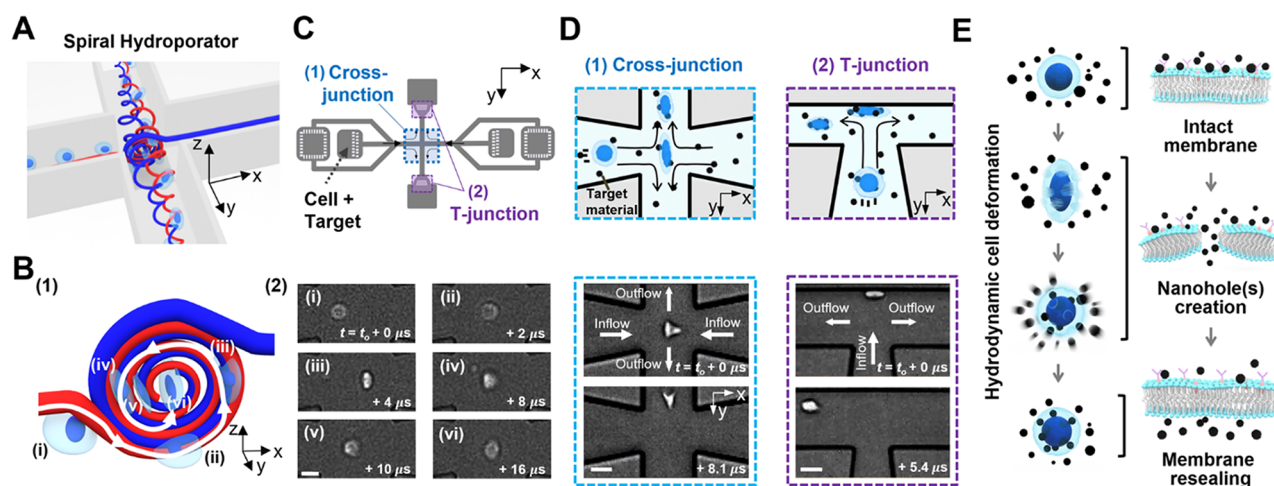 A
Spiral Hydroporator
z
x
y
B
(1)
(i)
(ii)
(iii)
(iv)
(v)
(vi)
z
x
y
(2)
(i)
t = to + 0 μs
(ii)
+ 2 μs
(iii)
+ 4 μs
(iv)
+ 8 μs
(v)
+ 10 μs
(vi)
+ 16 μs
C
x
y
(1) Cross-
junction
Cell +
Target
(2)
T-junction
D
(1) Cross-junction
Target
material
y
x
(2) T-junction
y
x
Outflow
Inflow
Inflow
Outflow
t = to + 0 μs
x
y
+ 8.1 μs
Outflow
Outflow
Inflow
t = to + 0 μs
+ 5.4 μs
E
Hydrodynamic cell deformation
Intact
membrane
Nanohole(s)
creation
Membrane
resealing